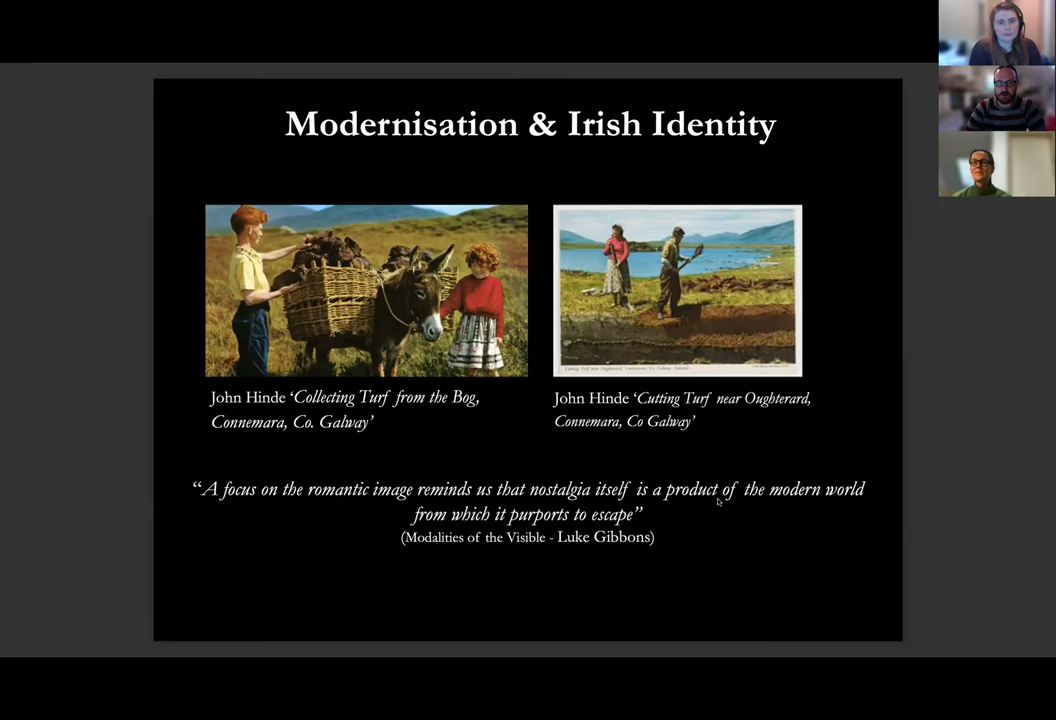 Modernisation & Irish Identity
John Hinde ‘Collecting Turf from the Bog,
Connemara, Co. Galway’
John Hinde ‘Cutting Turf near Oughterard,
Connemara, Co Galway’
“A focus on the romantic image reminds us that nostalgia itself is a product of the modern world
from which it purports to escape”
(Modalities of the Visible - Luke Gibbons)